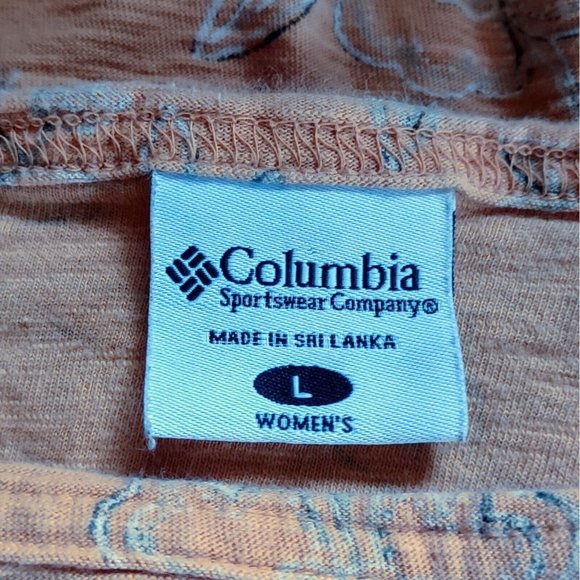 Columbia
Sportswear Company®
MADE IN SRI LANKA
L
WOMEN'S